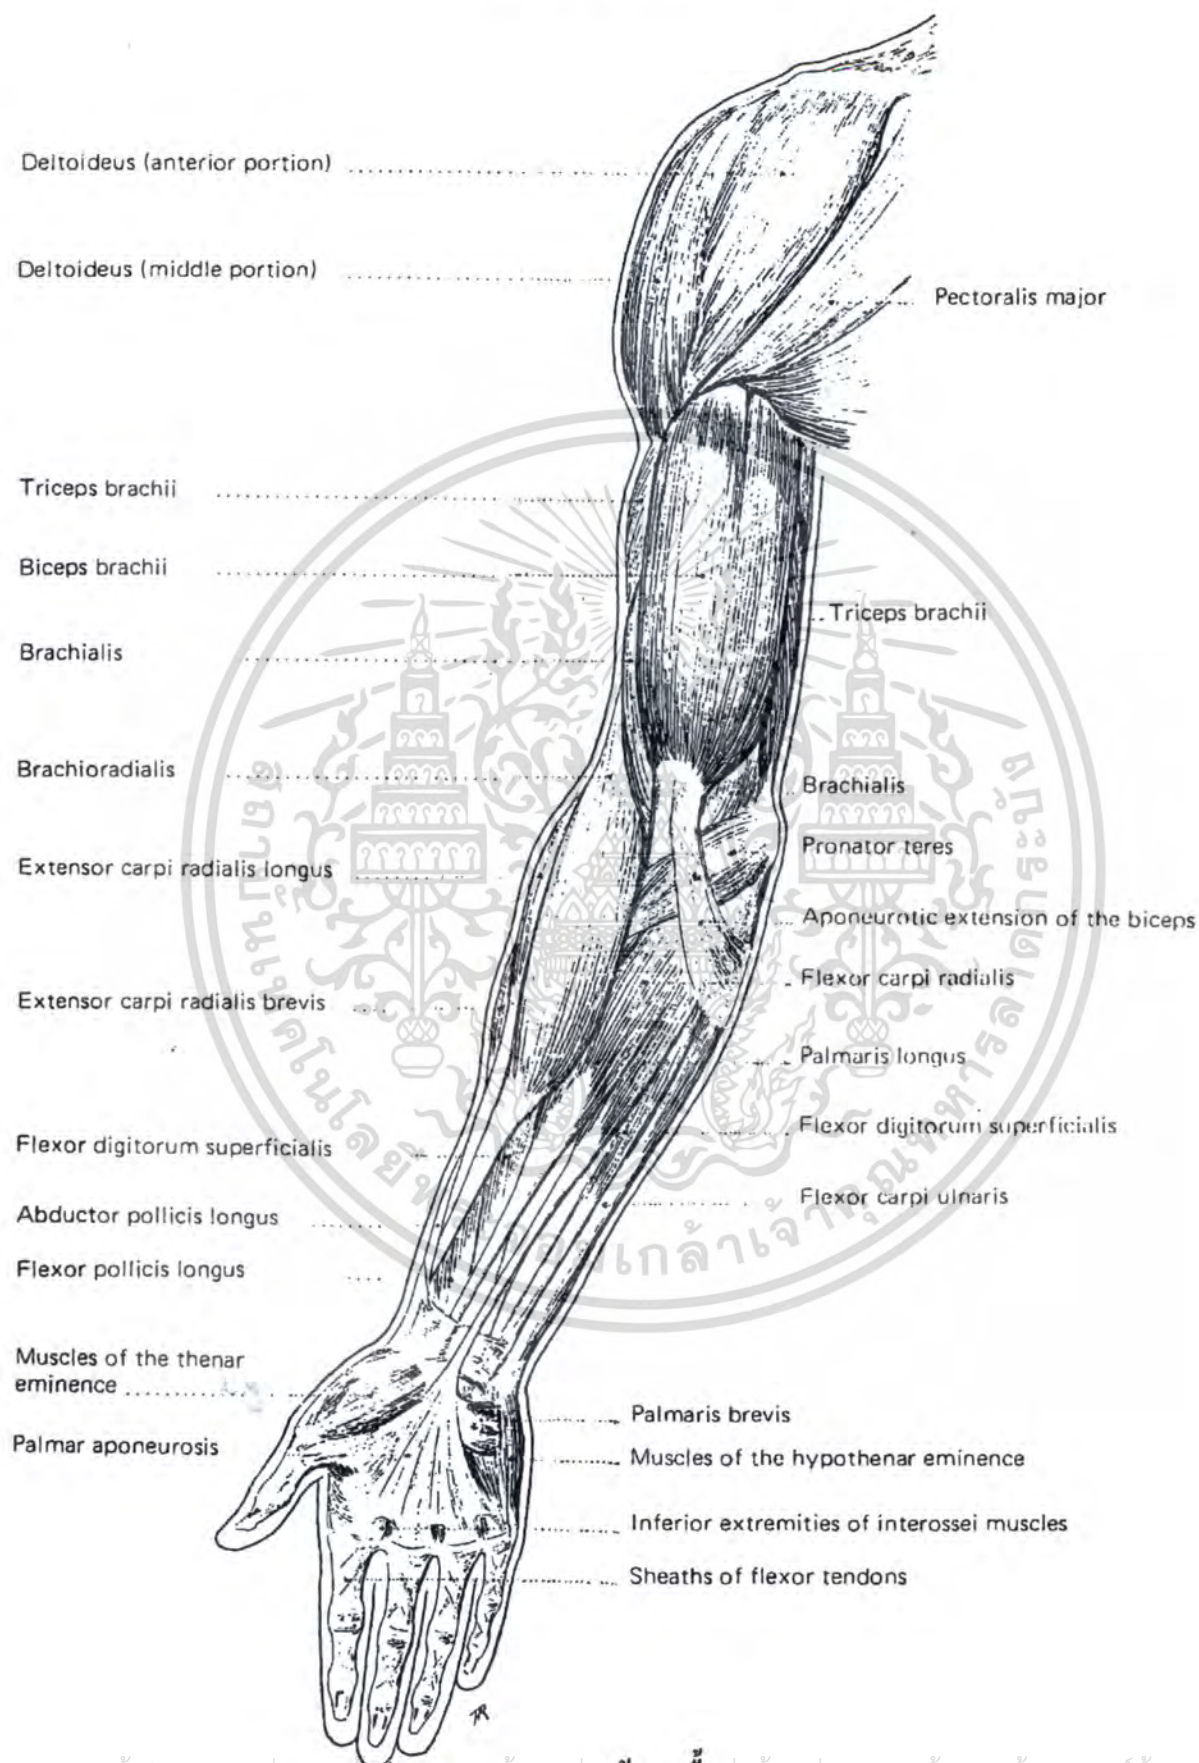 Deltoideus (anterior portion)
Deltoideus (middle portion)
Pectoralis major
Triceps brachii
Biceps brachii
Triceps brachii
Brachialis
Brachioradialis
Brachialis
Pronator teres
Extensor carpi radialis longus
Aponeurotic extension of the biceps
Flexor carpi radialis
Extensor carpi radialis brevis
Palmaris longus
Flexor digitorum superficialis
Flexor digitorum superficialis
Flexor carpi ulnaris
Abductor pollicis longus
Flexor pollicis longus
Muscles of the thenar
eminence
Palmaris brevis
Palmar aponeurosis
Muscles of the hypothenar eminence
Inferior extremities of interossei muscles
Sheaths of flexor tendons